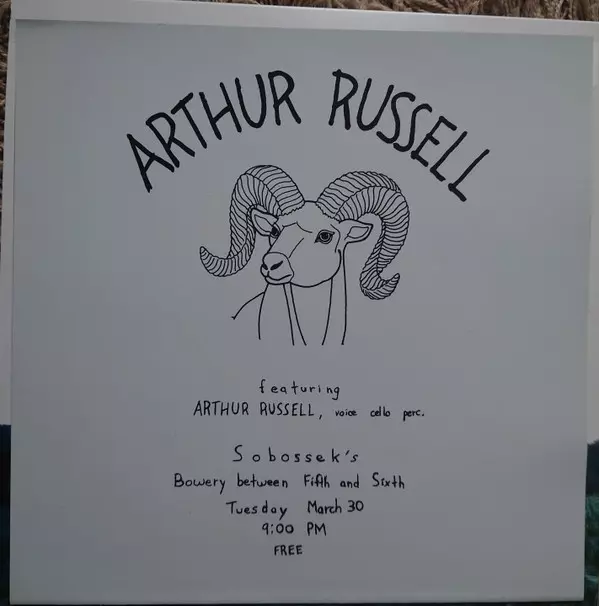 ARTHUR RUSSELL
featuring
ARTHUR RUSSELL, voice cello perc.
Sobossek's
Bowery between Fifth and Sixth
Tuesday March 30
9:00 PM
FREE